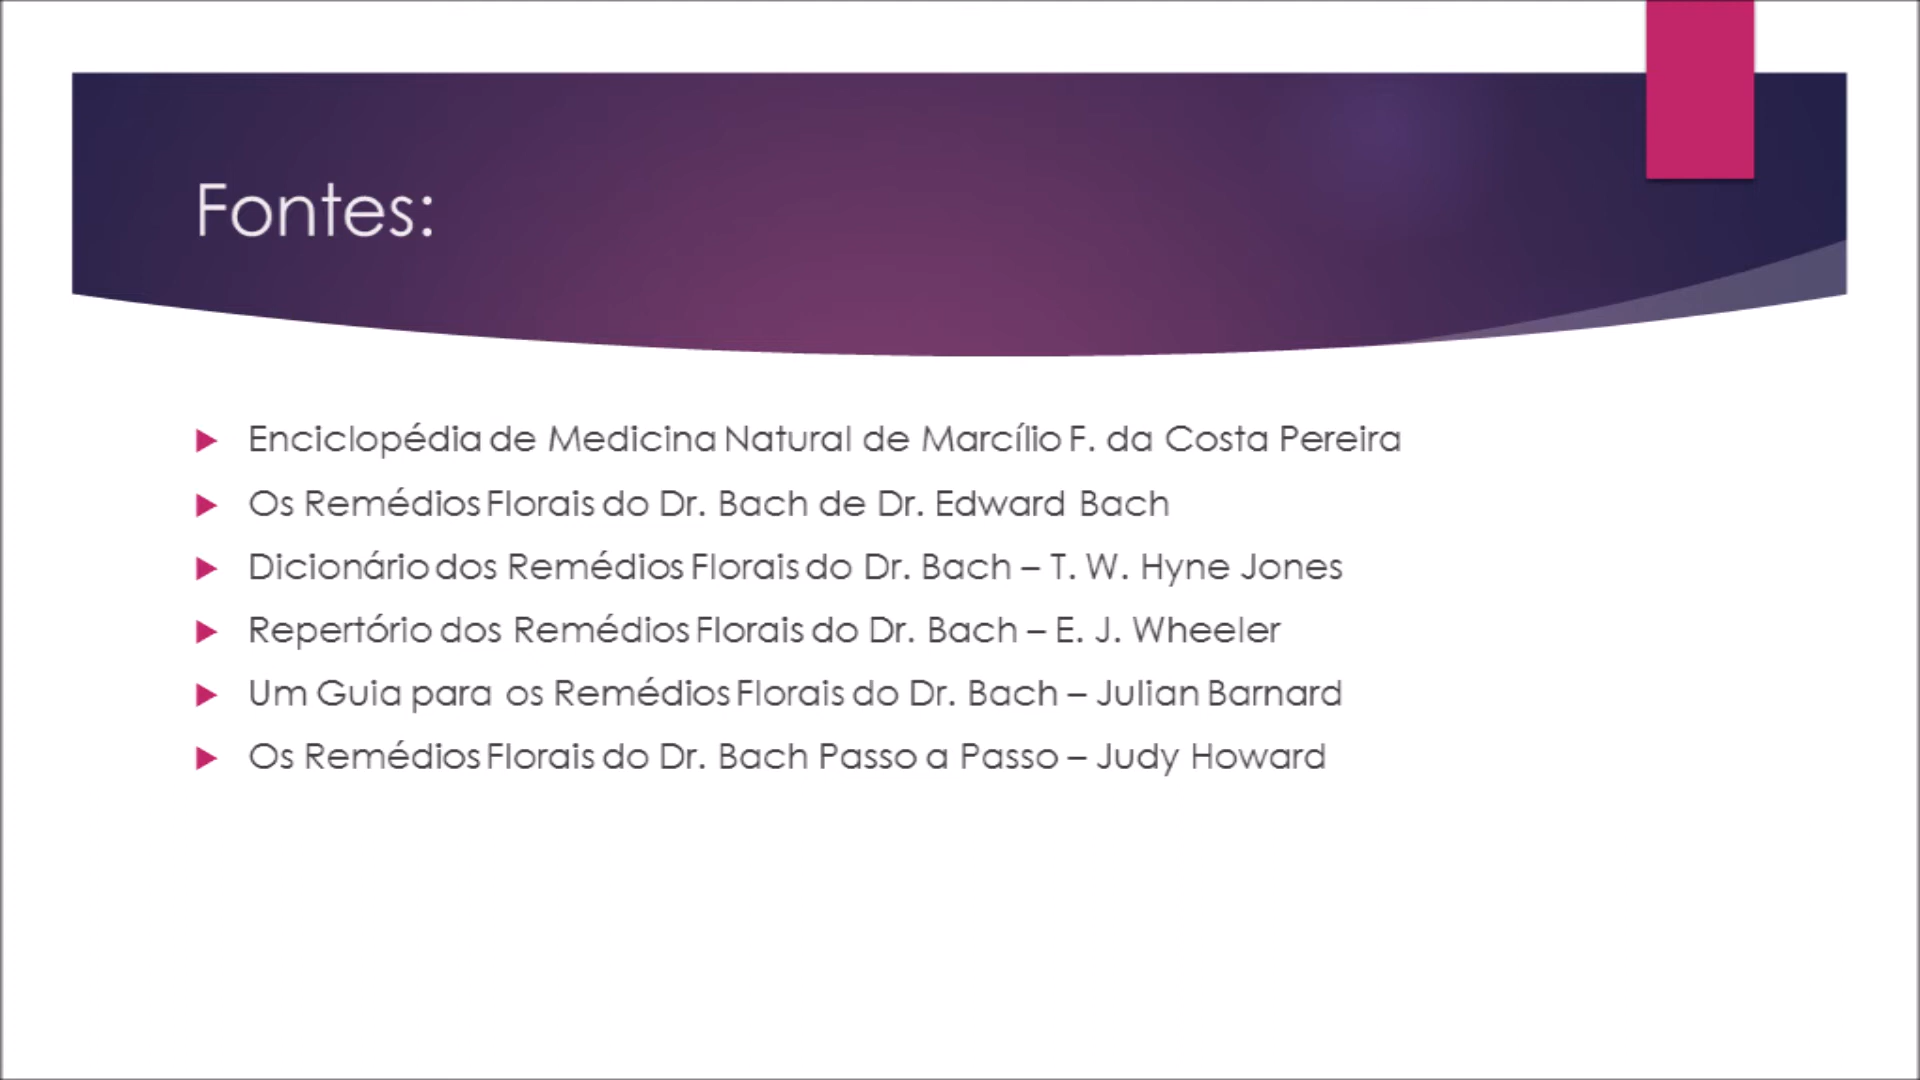 Fontes:
Enciclopédia de Medicina Natural de Marcílio F. da Costa Pereira
Os Remédios Florais do Dr. Bach de Dr. Edward Bach
Dicionário dos Remédios Florais do Dr. Bach – T. W. Hyne Jones
Repertório dos Remédios Florais do Dr. Bach – E. J. Wheeler
Um Guia para os Remédios Florais do Dr. Bach – Julian Barnard
Os Remédios Florais do Dr. Bach Passo a Passo – Judy Howard